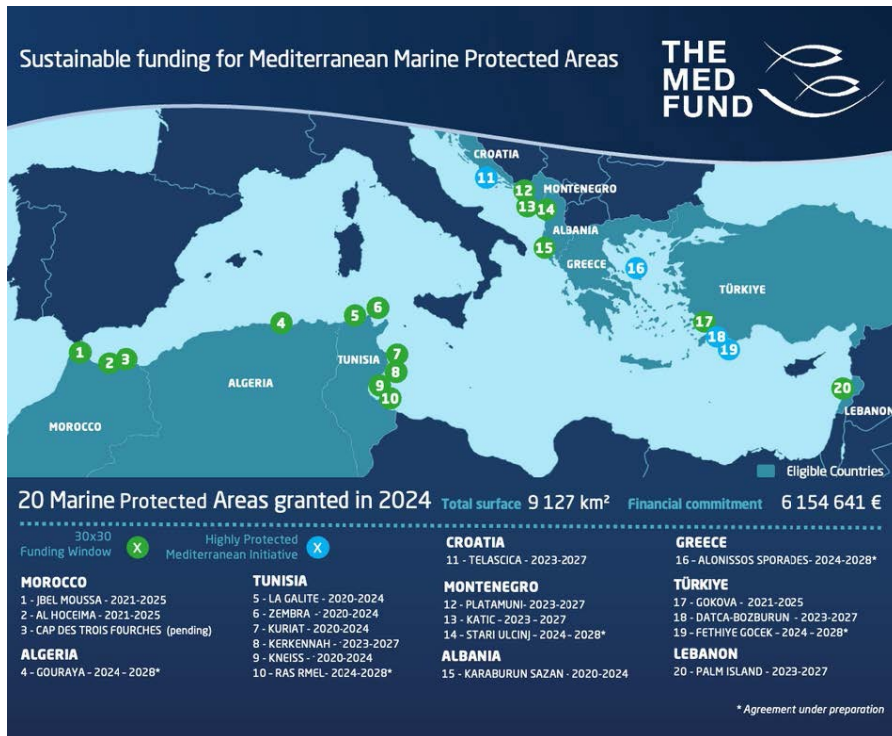 Sustainable funding for Mediterranean Marine Protected Areas
THE
MED
FUND
CROATIA
11
12
MONTENEGRO
13
14
ALBANIA
15
GREECE
16
TÜRKIYE
17
18
19
1
2
3
4
5
6
TUNISIA
7
8
9
10
ALGERIA
MOROCCO
20
LEBANON
Eligible Countries
20 Marine Protected Areas granted in 2024 Total surface 9 127 km² Financial commitment 6 154 641 €
30x30
Funding Window
X
Highly Protected
Mediterranean Initiative
X
MOROCCO
1 - JBEL MOUSSA - 2021-2025
2 - AL HOCEIMA - 2021-2025
3 - CAP DES TROIS FOURCHES (pending)
ALGERIA
4 - GOURAYA - 2024 - 2028*
TUNISIA
5 - LA GALITE - 2020-2024
6 - ZEMBRA - 2020-2024
7 - KURIAT - 2020-2024
8 - KERKENNAH - 2023-2027
9 - KNEISS - 2020-2024
10 - RAS RMEL- 2024-2028*
CROATIA
11 - TELASCICA - 2023-2027
MONTENEGRO
12 - PLATAMUNI- 2023-2027
13 - KATIC - 2023 - 2027
14 - STARI ULCINJ - 2024 - 2028*
ALBANIA
15 - KARABURUN SAZAN - 2020-2024
GREECE
16 - ALONISSOS SPORADES- 2024-2028*
TÜRKIYE
17 - GOKOVA - 2021-2025
18 - DATCA-BOZBURUN - 2023-2027
19 - FETHIYE GOCEK - 2024 - 2028*
LEBANON
20 - PALM ISLAND - 2023-2027
* Agreement under preparation